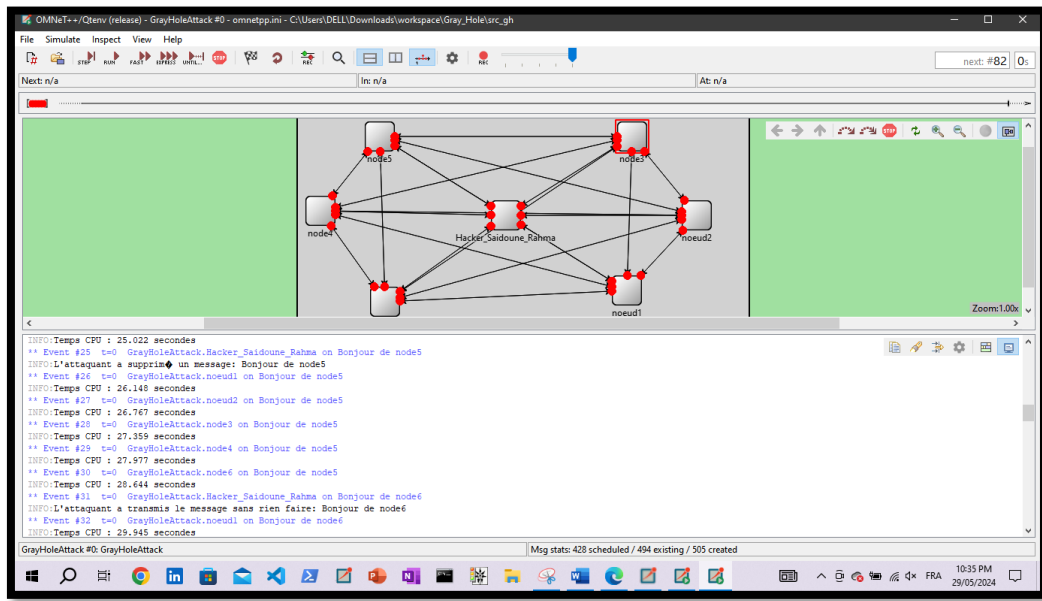 OMNeT++/Qtenv (release) - GrayHoleAttack #0 - omnetpp.ini - C:\Users\DELL\Downloads\workspace\Gray_Hole\src_gh
File Simulate Inspect View Help
STEP RUN FAST EXPRESS UNTIL... STOP REC REC next: #82 0s
Next: n/a In: n/a At: n/a
STOP
node5 node3
node4 Hacker_Saidoune_Rahma noeud2
noeud1
Zoom:1.00x
INFO:Temps CPU : 25.022 secondes
** Event #25 t=0 GrayHoleAttack.Hacker_Saidoune_Rahma on Bonjour de node5
INFO:L'attaquant a supprim� un message: Bonjour de node5
** Event #26 t=0 GrayHoleAttack.noeud1 on Bonjour de node5
INFO:Temps CPU : 26.148 secondes
** Event #27 t=0 GrayHoleAttack.noeud2 on Bonjour de node5
INFO:Temps CPU : 26.767 secondes
** Event #28 t=0 GrayHoleAttack.node3 on Bonjour de node5
INFO:Temps CPU : 27.359 secondes
** Event #29 t=0 GrayHoleAttack.node4 on Bonjour de node5
INFO:Temps CPU : 27.977 secondes
** Event #30 t=0 GrayHoleAttack.node6 on Bonjour de node5
INFO:Temps CPU : 28.644 secondes
** Event #31 t=0 GrayHoleAttack.Hacker_Saidoune_Rahma on Bonjour de node6
INFO:L'attaquant a transmis le message sans rien faire: Bonjour de node6
** Event #32 t=0 GrayHoleAttack.noeud1 on Bonjour de node6
INFO:Temps CPU : 29.945 secondes
GrayHoleAttack #0: GrayHoleAttack Msg stats: 428 scheduled / 494 existing / 505 created
FRA 10:35 PM
29/05/2024